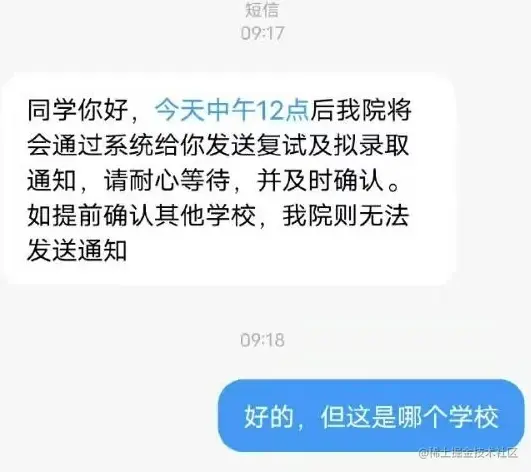 短信
09:17
同学你好，今天中午12点后我院将
会通过系统给你发送复试及拟录取
通知，请耐心等待，并及时确认。
如提前确认其他学校，我院则无法
发送通知
09:18
好的，但这是哪个学校
@稀土掘金技术社区